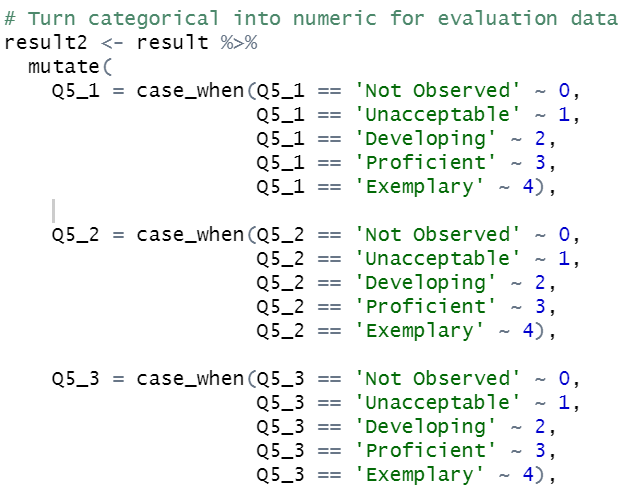 # Turn categorical into numeric for evaluation data
result2 <- result %>%
  mutate(
    Q5_1 = case_when(Q5_1 == 'Not Observed' ~ 0,
                     Q5_1 == 'Unacceptable' ~ 1,
                     Q5_1 == 'Developing' ~ 2,
                     Q5_1 == 'Proficient' ~ 3,
                     Q5_1 == 'Exemplary' ~ 4),
    Q5_2 = case_when(Q5_2 == 'Not Observed' ~ 0,
                     Q5_2 == 'Unacceptable' ~ 1,
                     Q5_2 == 'Developing' ~ 2,
                     Q5_2 == 'Proficient' ~ 3,
                     Q5_2 == 'Exemplary' ~ 4),
    Q5_3 = case_when(Q5_3 == 'Not Observed' ~ 0,
                     Q5_3 == 'Unacceptable' ~ 1,
                     Q5_3 == 'Developing' ~ 2,
                     Q5_3 == 'Proficient' ~ 3,
                     Q5_3 == 'Exemplary' ~ 4),